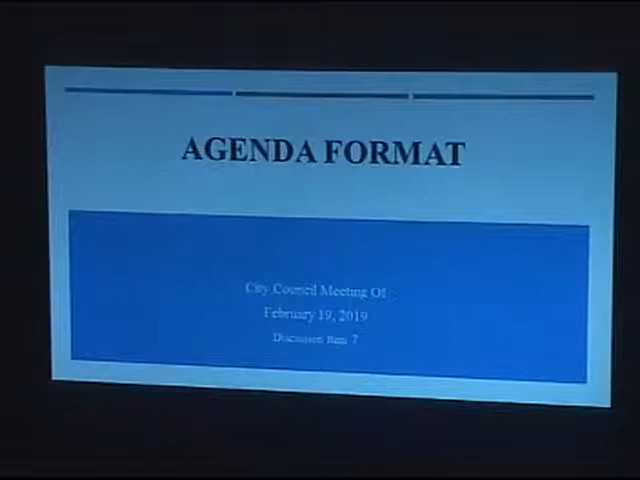 AGENDA FORMAT
City Council Meeting Of
February 19, 2019
Discussion Item 7